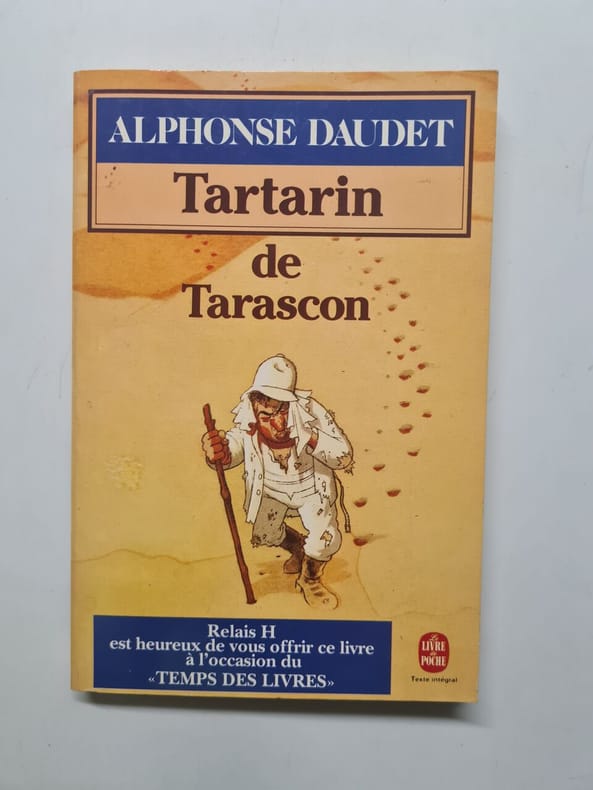 ALPHONSE DAUDET
Tartarin
de
Tarascon
Relais H
est heureux de vous offrir ce livre
à l'occasion du
«TEMPS DES LIVRES»
Le
LIVRE
de
POCHE
Texte intégral